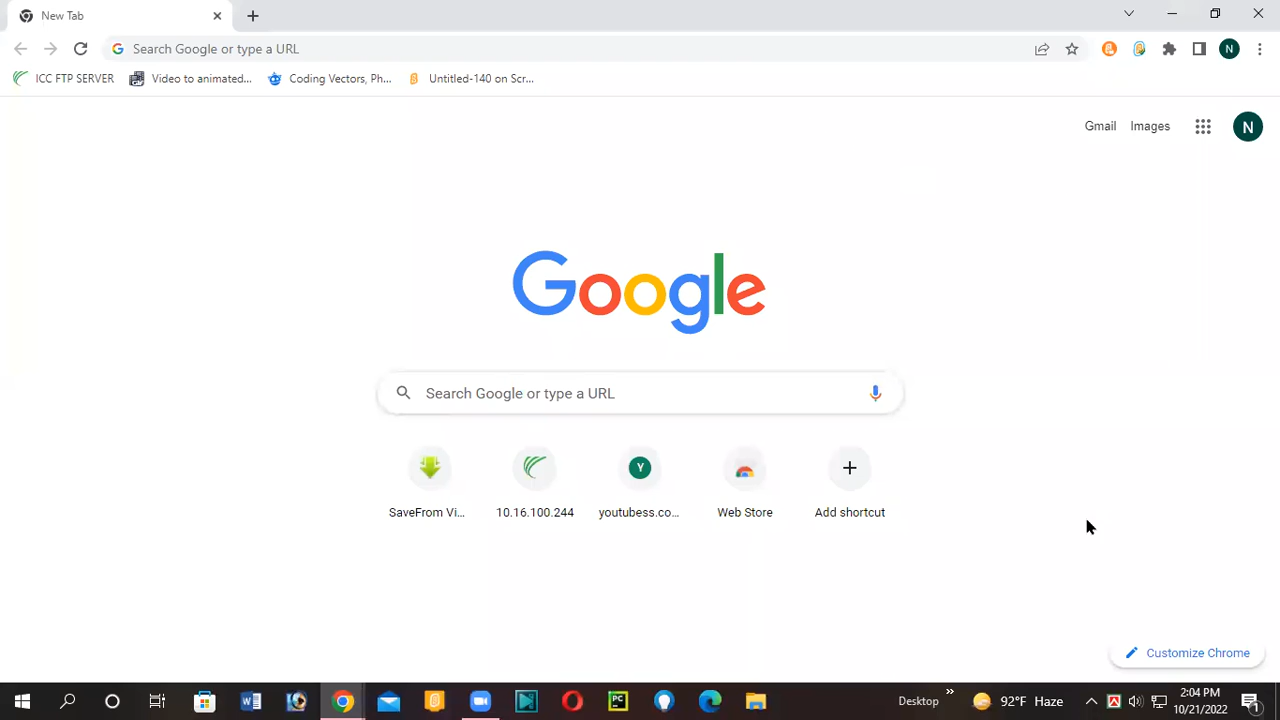 New Tab
Search Google or type a URL
N
ICC FTP SERVER
Video to animated...
Coding Vectors, Ph...
Untitled-140 on Scr...
Gmail
Images
N
Google
Search Google or type a URL
Y
SaveFrom Vi...
10.16.100.244
youtubess.co...
Web Store
Add shortcut
Customize Chrome
W
PC
Desktop
92°F Haze
2:04 PM
10/21/2022
1